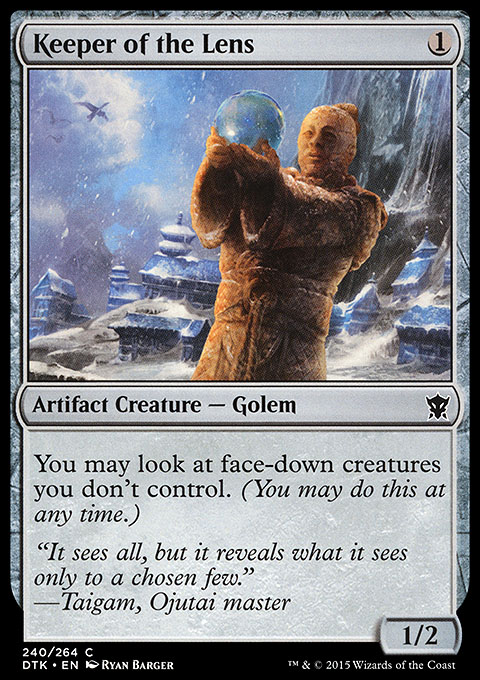 Keeper of the Lens 1
Artifact Creature — Golem
You may look at face-down creatures
you don't control. (You may do this at
any time.)
"It sees all, but it reveals what it sees
only to a chosen few."
—Taigam, Ojutai master
1/2
240/264 C
DTK • EN Ryan Barger
™ & © 2015 Wizards of the Coast